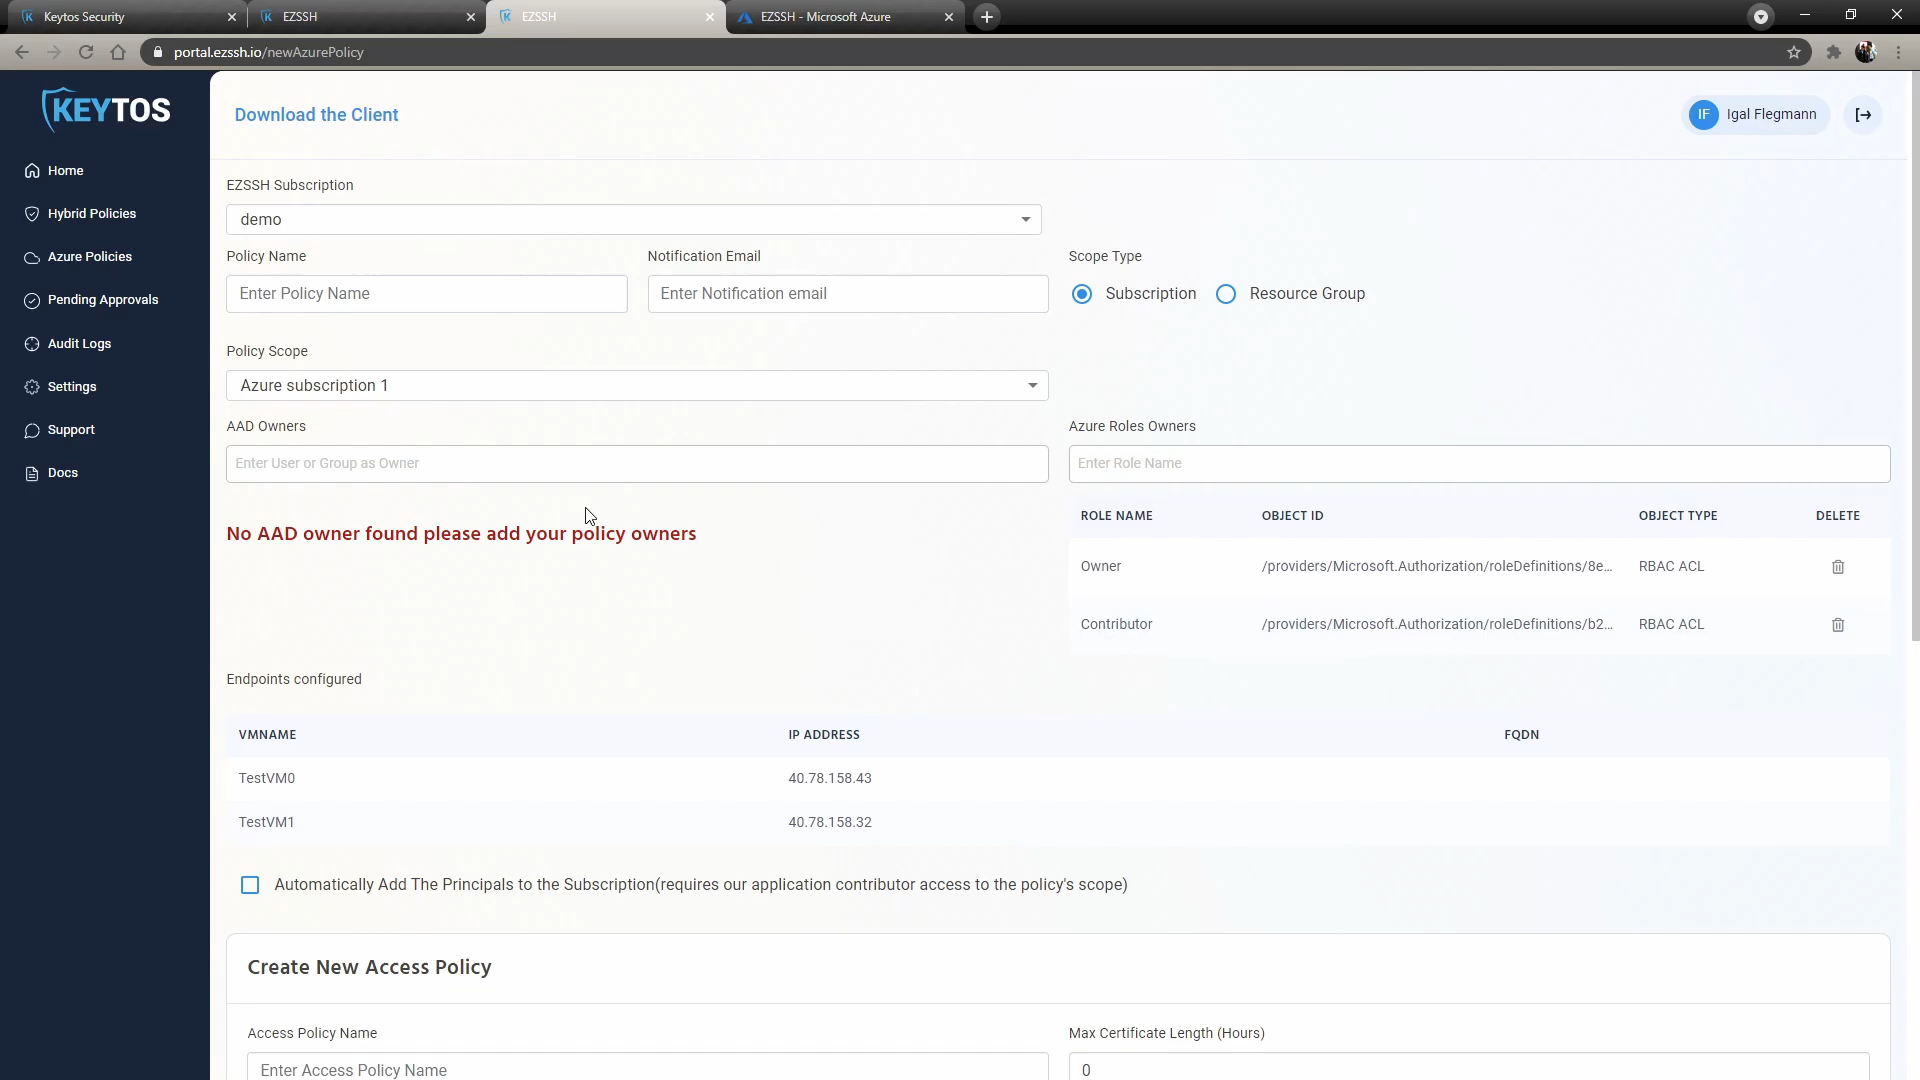 Keytos Security
EZSSH
EZSSH
EZSSH - Microsoft Azure
portal.ezssh.io/newAzurePolicy
KEYTOS
Home
Hybrid Policies
Azure Policies
Pending Approvals
Audit Logs
Settings
Support
Docs
Download the Client
IF Igal Flegmann
EZSSH Subscription
demo
Policy Name
Notification Email
Scope Type
Enter Policy Name
Enter Notification email
Subscription
Resource Group
Policy Scope
Azure subscription 1
AAD Owners
Azure Roles Owners
Enter User or Group as Owner
Enter Role Name
No AAD owner found please add your policy owners
ROLE NAME OBJECT ID OBJECT TYPE DELETE
Owner /providers/Microsoft.Authorization/roleDefinitions/8e... RBAC ACL
Contributor /providers/Microsoft.Authorization/roleDefinitions/b2... RBAC ACL
Endpoints configured
VMNAME IP ADDRESS FQDN
TestVM0 40.78.158.43
TestVM1 40.78.158.32
Automatically Add The Principals to the Subscription(requires our application contributor access to the policy's scope)
Create New Access Policy
Access Policy Name
Max Certificate Length (Hours)
Enter Access Policy Name
0